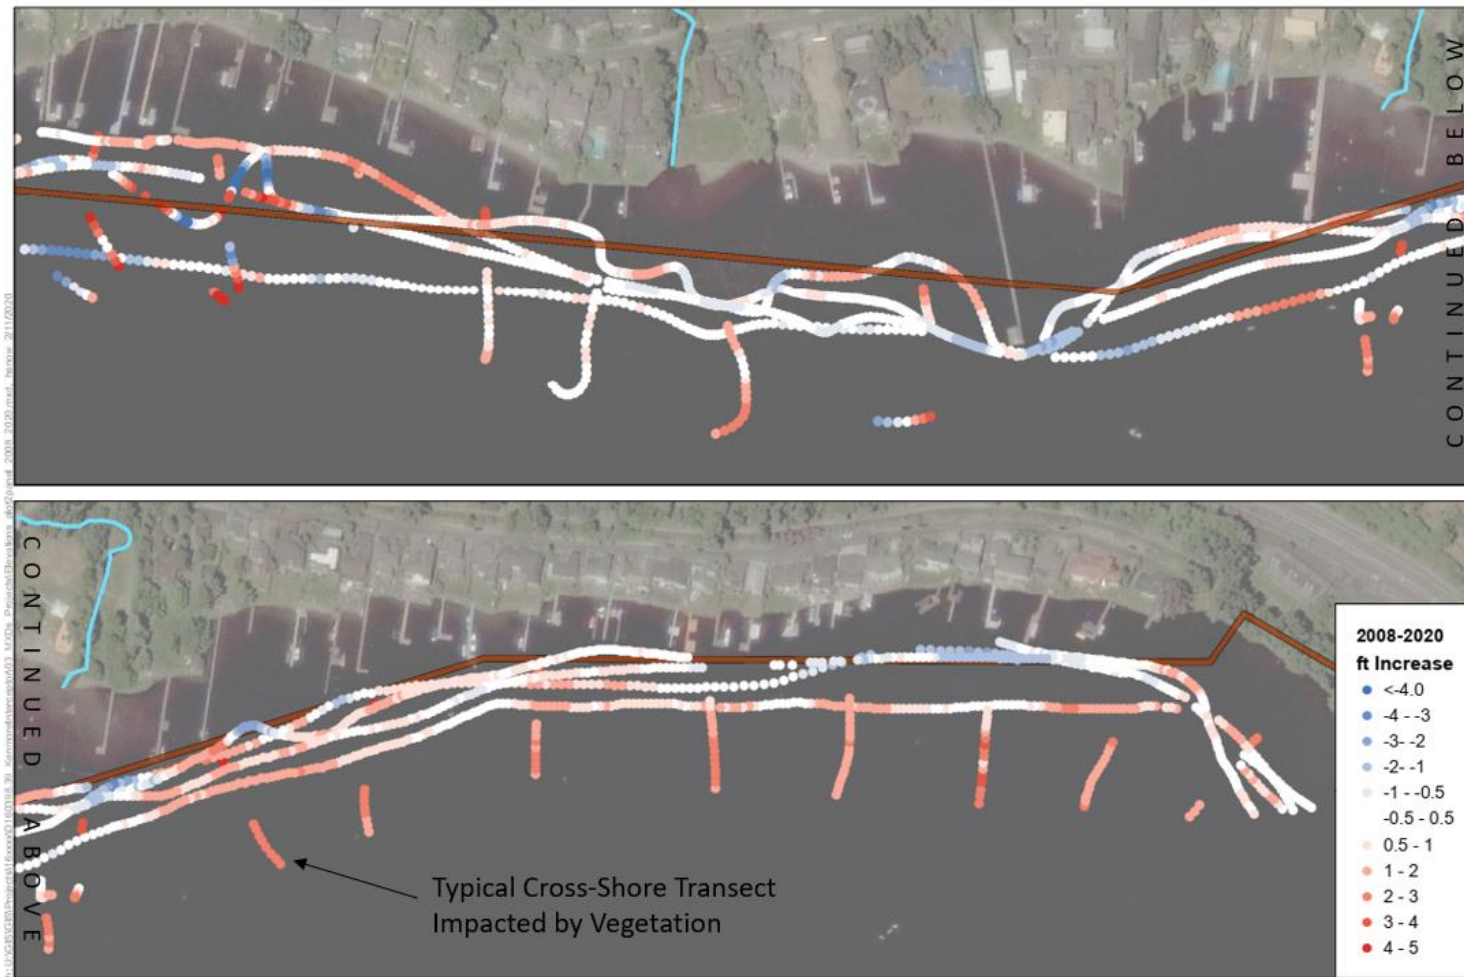 CONTINUED BELOW
CONTINUED ABOVE
Typical Cross-Shore Transect
Impacted by Vegetation
2008-2020
ft Increase
<-4.0
-4 - -3
-3- -2
-2- -1
-1 - -0.5
-0.5 - 0.5
0.5 - 1
1 - 2
2 - 3
3 - 4
4 - 5